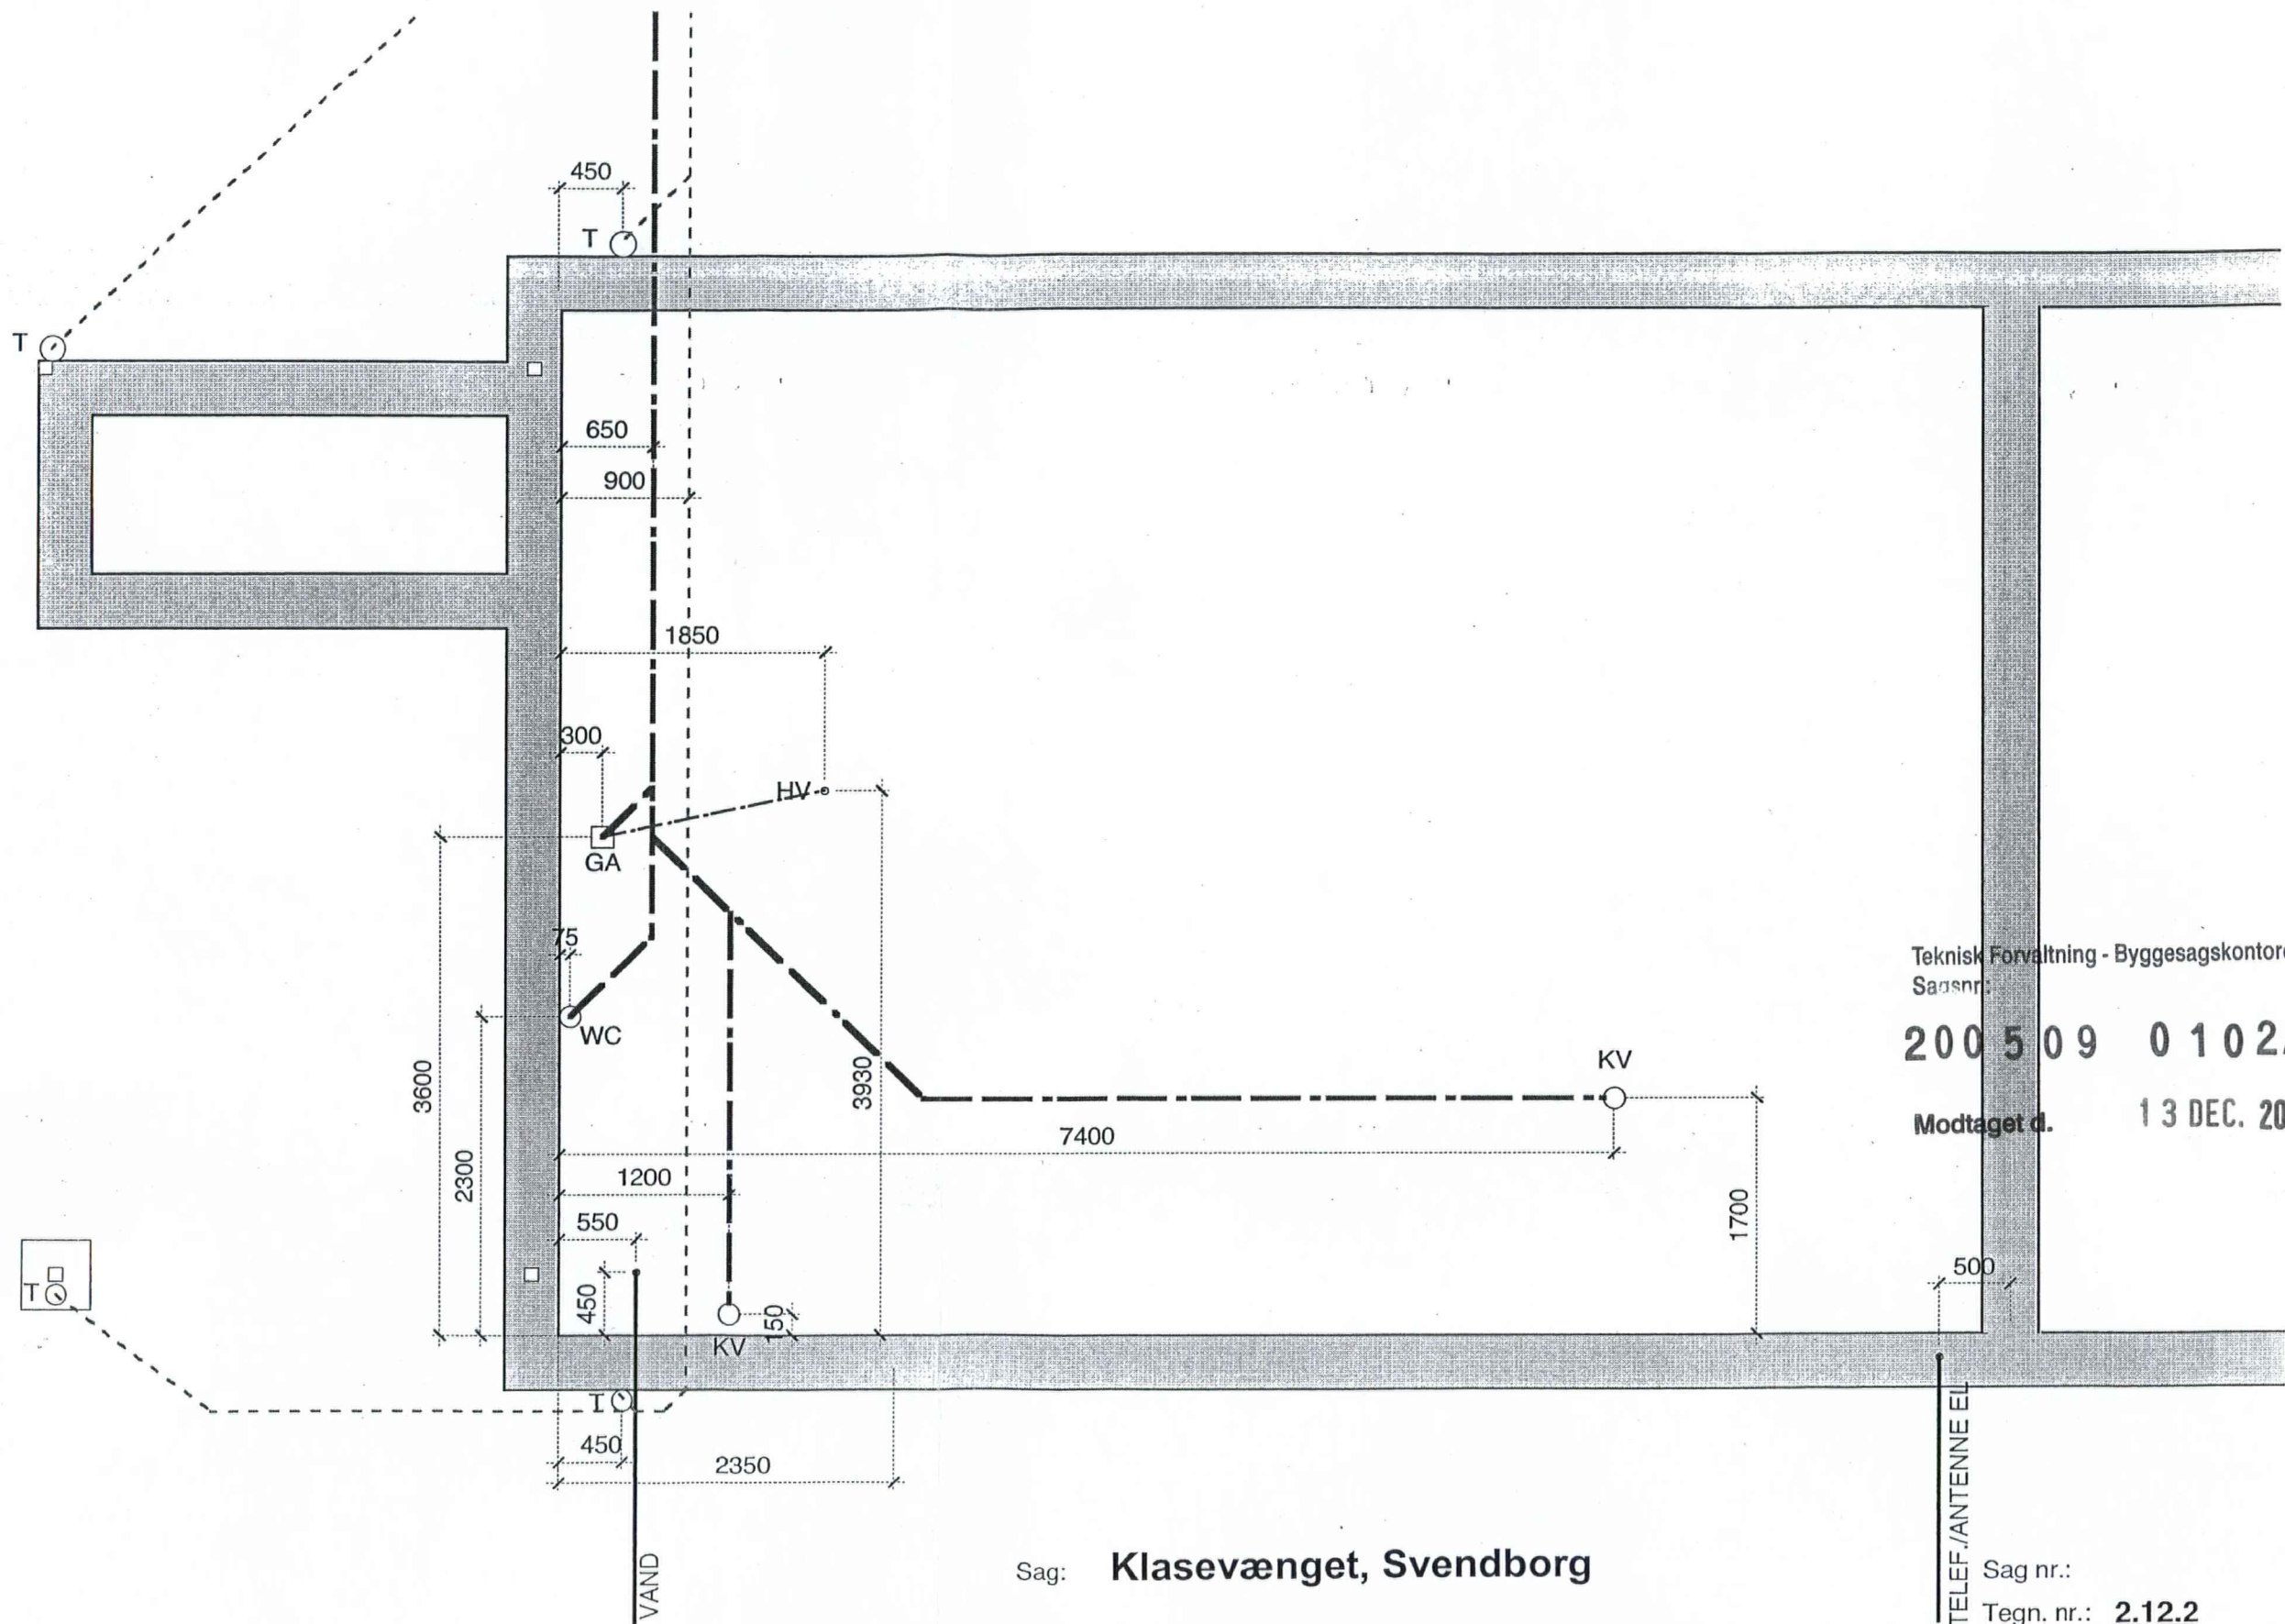 450
T
T
650
900
1850
300
HV
GA
75
WC
3600
2300
3930
KV
7400
1200
550
450
150
KV
1700
500
T
T
450
2350
VAND
TELEF./ANTENNE EL
Teknisk Forvaltning - Byggesagskontore
Sagsnr.:
200509 0102
Modtaget d. 13 DEC. 20
Sag: Klasevænget, Svendborg
Sag nr.:
Tegn. nr.: 2.12.2